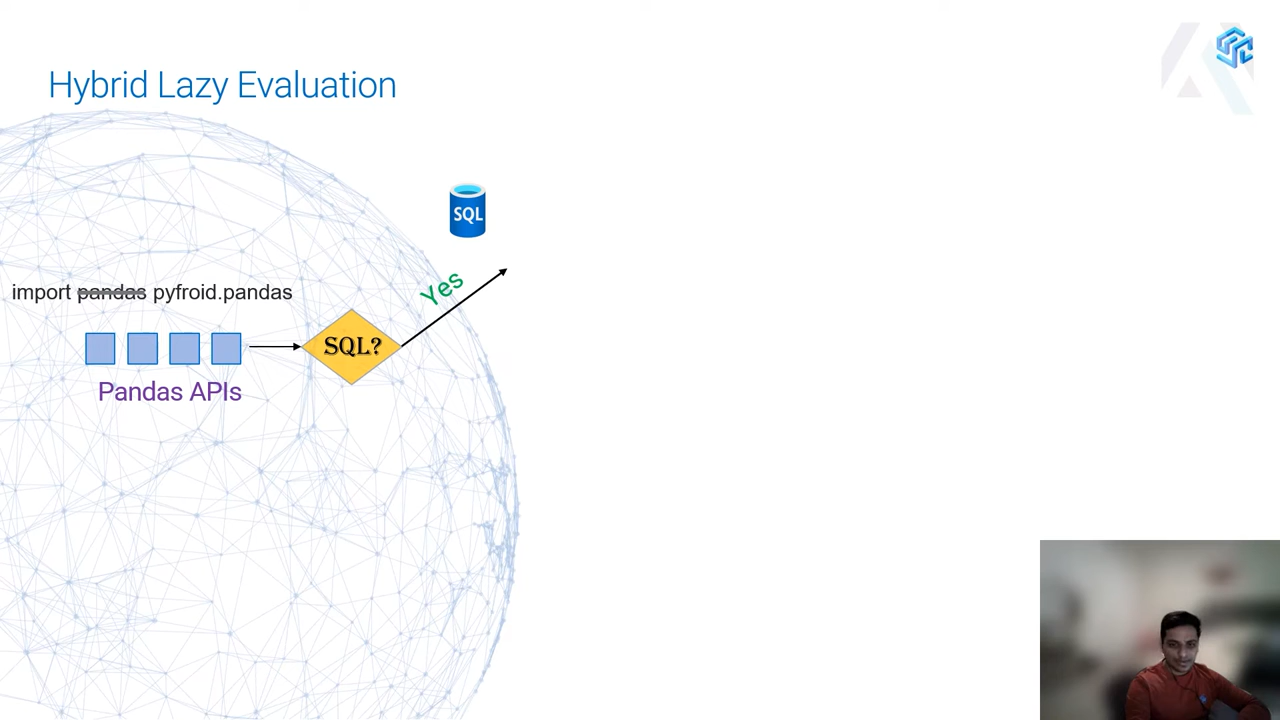 Hybrid Lazy Evaluation
SQL
Yes
import pandas pyfroid.pandas
SQL?
Pandas APIs